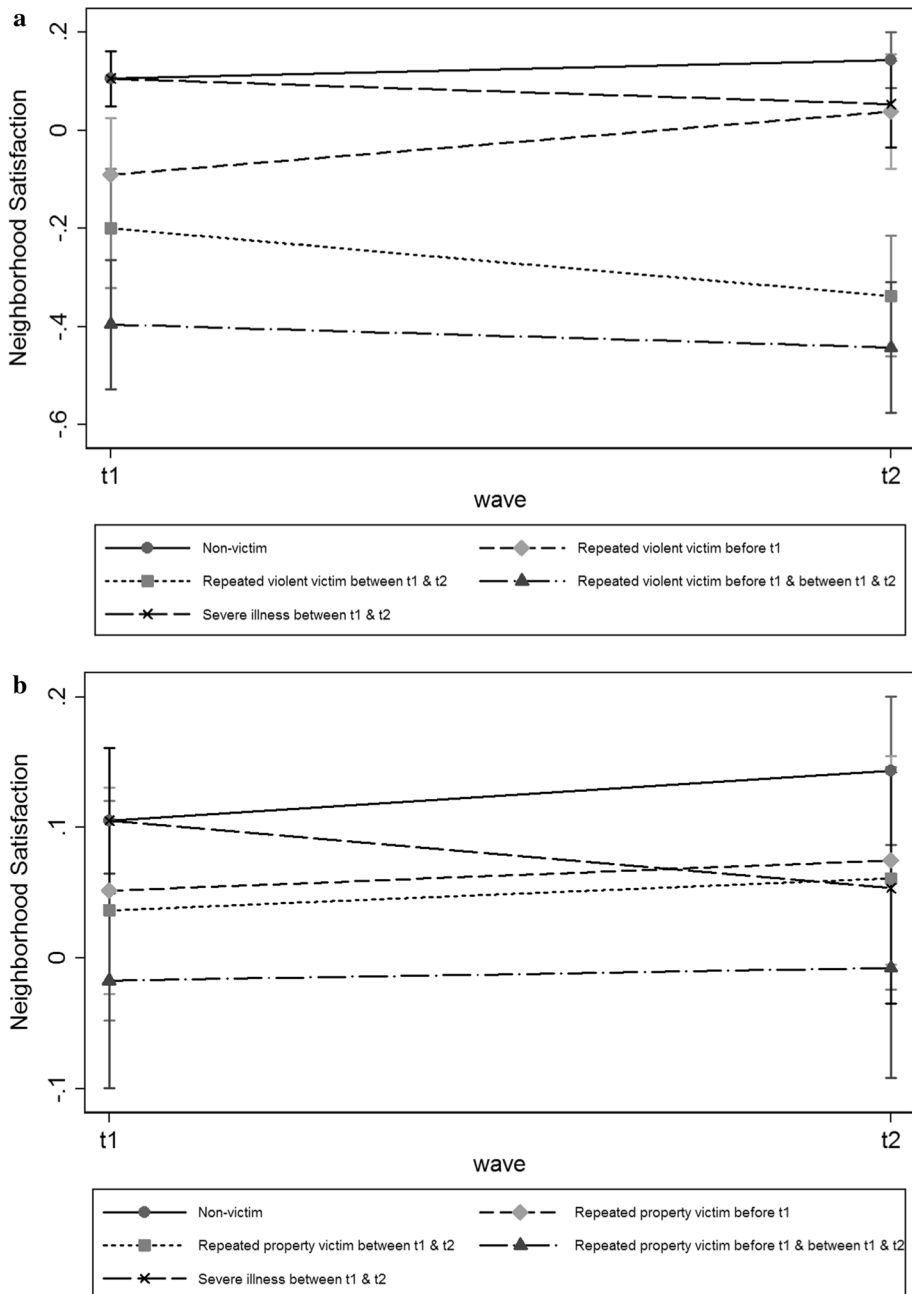 a
Neighborhood Satisfaction
.2
0
-.2
-.4
-.6
t1
t2
wave
Non-victim
Repeated violent victim before t1
Repeated violent victim between t1 & t2
Repeated violent victim before t1 & between t1 & t2
Severe illness between t1 & t2
b
Neighborhood Satisfaction
.2
.1
0
-.1
t1
t2
wave
Non-victim
Repeated property victim before t1
Repeated property victim between t1 & t2
Repeated property victim before t1 & between t1 & t2
Severe illness between t1 & t2